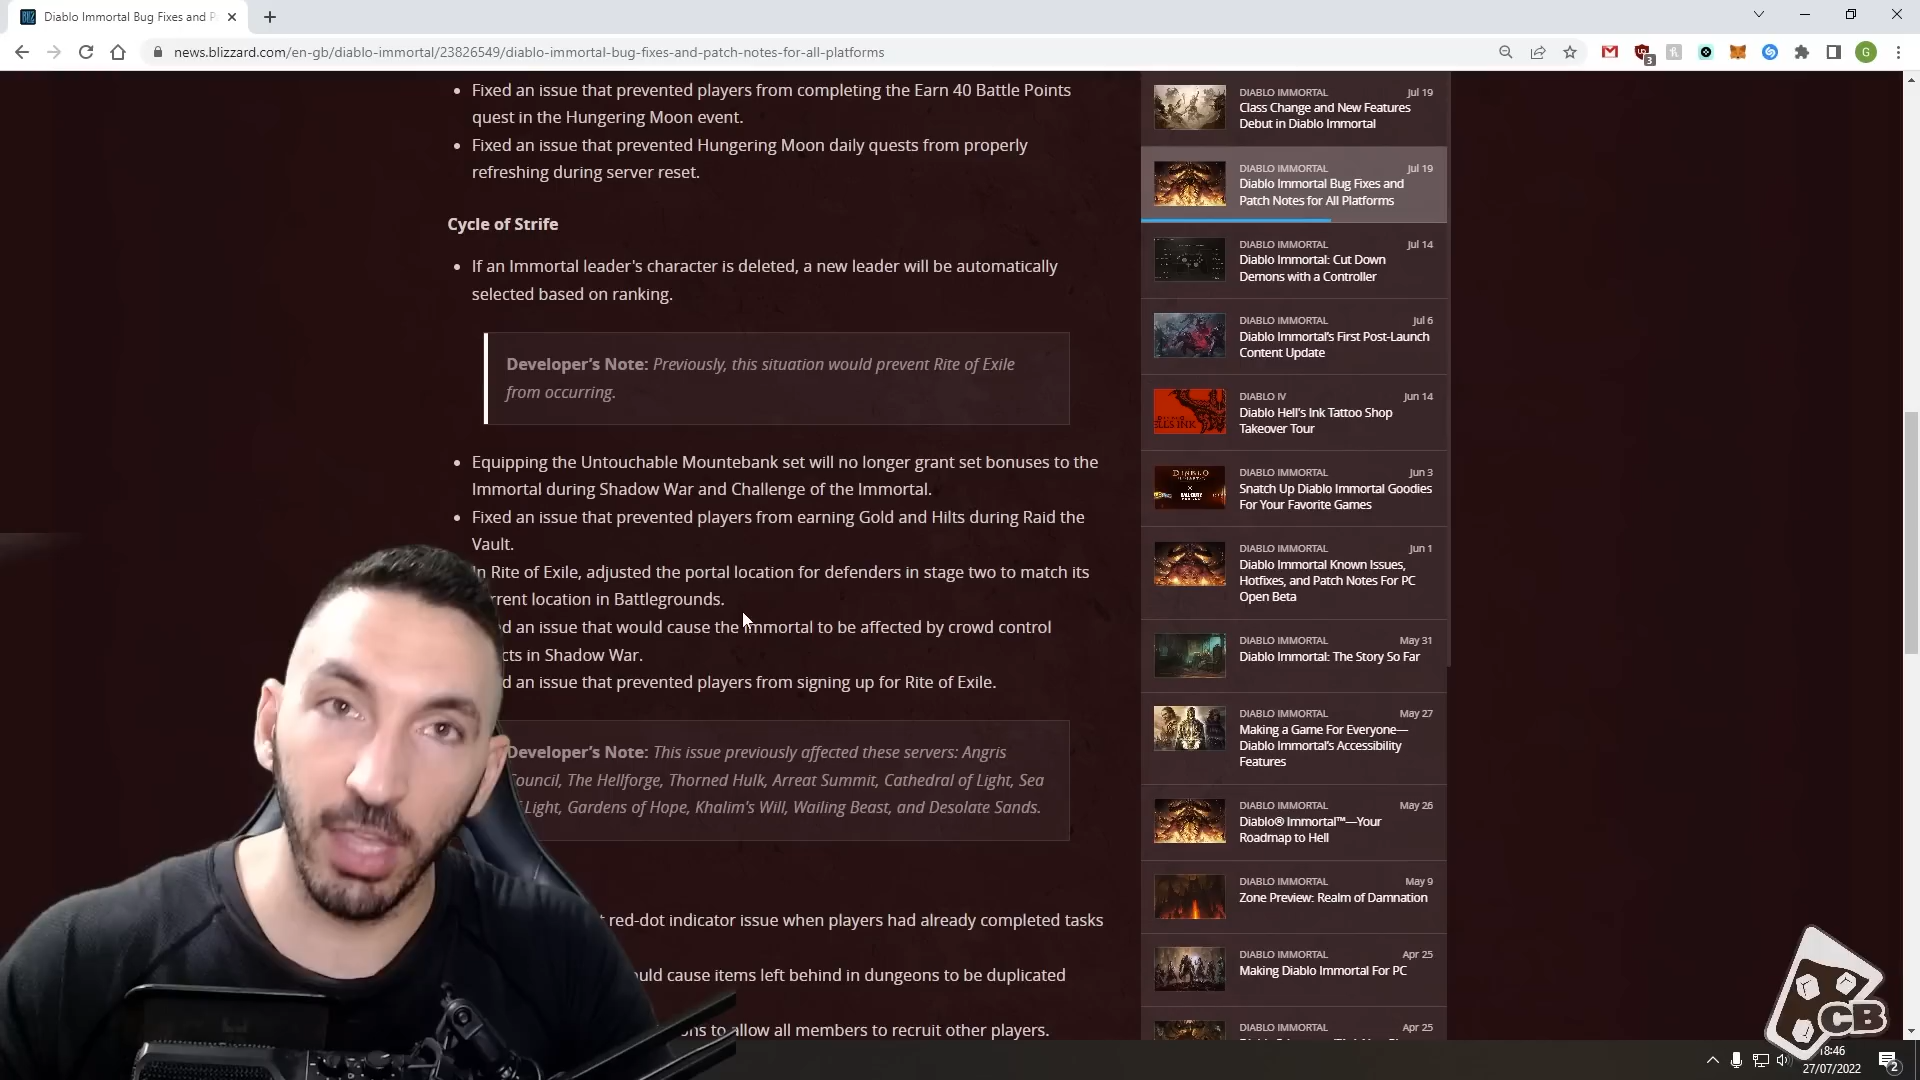 Diablo Immortal Bug Fixes and P
news.blizzard.com/en-gb/diablo-immortal/23826549/diablo-immortal-bug-fixes-and-patch-notes-for-all-platforms
3
G
Fixed an issue that prevented players from completing the Earn 40 Battle Points
quest in the Hungering Moon event.
Fixed an issue that prevented Hungering Moon daily quests from properly
refreshing during server reset.
Cycle of Strife
If an Immortal leader's character is deleted, a new leader will be automatically
selected based on ranking.
Developer's Note: Previously, this situation would prevent Rite of Exile
from occurring.
Equipping the Untouchable Mountebank set will no longer grant set bonuses to the
Immortal during Shadow War and Challenge of the Immortal.
Fixed an issue that prevented players from earning Gold and Hilts during Raid the
Vault.
In Rite of Exile, adjusted the portal location for defenders in stage two to match its
rrent location in Battlegrounds.
d an issue that would cause the Immortal to be affected by crowd control
cts in Shadow War.
d an issue that prevented players from signing up for Rite of Exile.
Developer's Note: This issue previously affected these servers: Angris
Council, The Hellforge, Thorned Hulk, Arreat Summit, Cathedral of Light, Sea
Light, Gardens of Hope, Khalim's Will, Wailing Beast, and Desolate Sands.
t red-dot indicator issue when players had already completed tasks
uld cause items left behind in dungeons to be duplicated
ns to allow all members to recruit other players.
DIABLO IMMORTAL Jul 19
Class Change and New Features
Debut in Diablo Immortal
DIABLO IMMORTAL Jul 19
Diablo Immortal Bug Fixes and
Patch Notes for All Platforms
DIABLO IMMORTAL Jul 14
Diablo Immortal: Cut Down
Demons with a Controller
DIABLO IMMORTAL Jul 6
Diablo Immortal's First Post-Launch
Content Update
DIABLO IV Jun 14
Diablo Hell's Ink Tattoo Shop
Takeover Tour
DIABLO IMMORTAL Jun 3
Snatch Up Diablo Immortal Goodies
For Your Favorite Games
DIABLO IMMORTAL Jun 1
Diablo Immortal Known Issues,
Hotfixes, and Patch Notes For PC
Open Beta
DIABLO IMMORTAL May 31
Diablo Immortal: The Story So Far
DIABLO IMMORTAL May 27
Making a Game For Everyone—
Diablo Immortal's Accessibility
Features
DIABLO IMMORTAL May 26
Diablo® Immortal™—Your
Roadmap to Hell
DIABLO IMMORTAL May 9
Zone Preview: Realm of Damnation
DIABLO IMMORTAL Apr 25
Making Diablo Immortal For PC
DIABLO IMMORTAL Apr 25
CB
18:46
27/07/2022
2